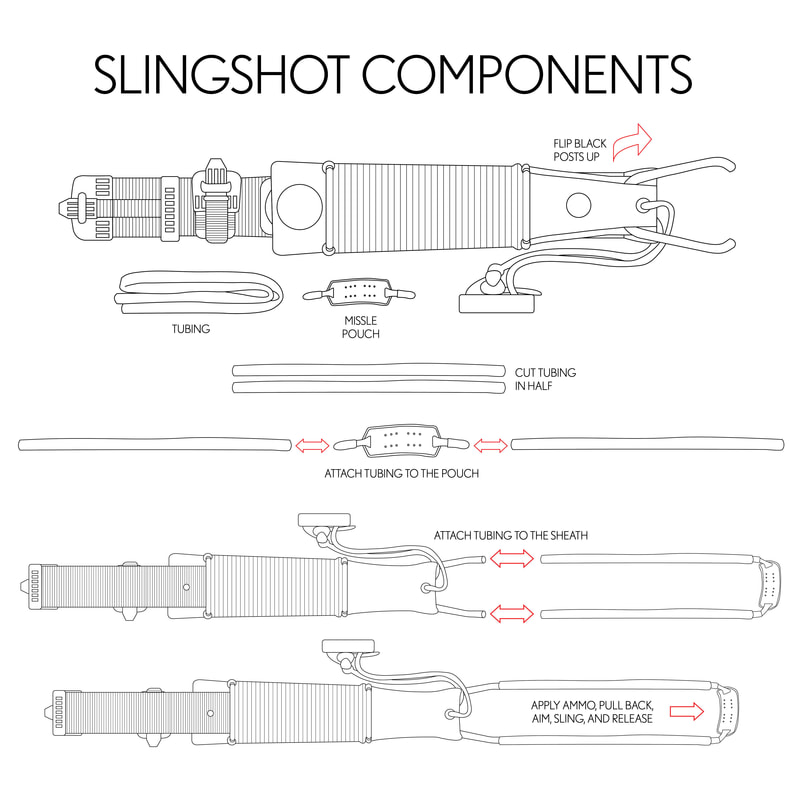 SLINGSHOT COMPONENTS
FLIP BLACK
POSTS UP
TUBING
MISSLE
POUCH
CUT TUBING
IN HALF
ATTACH TUBING TO THE POUCH
ATTACH TUBING TO THE SHEATH
APPLY AMMO, PULL BACK,
AIM, SLING, AND RELEASE